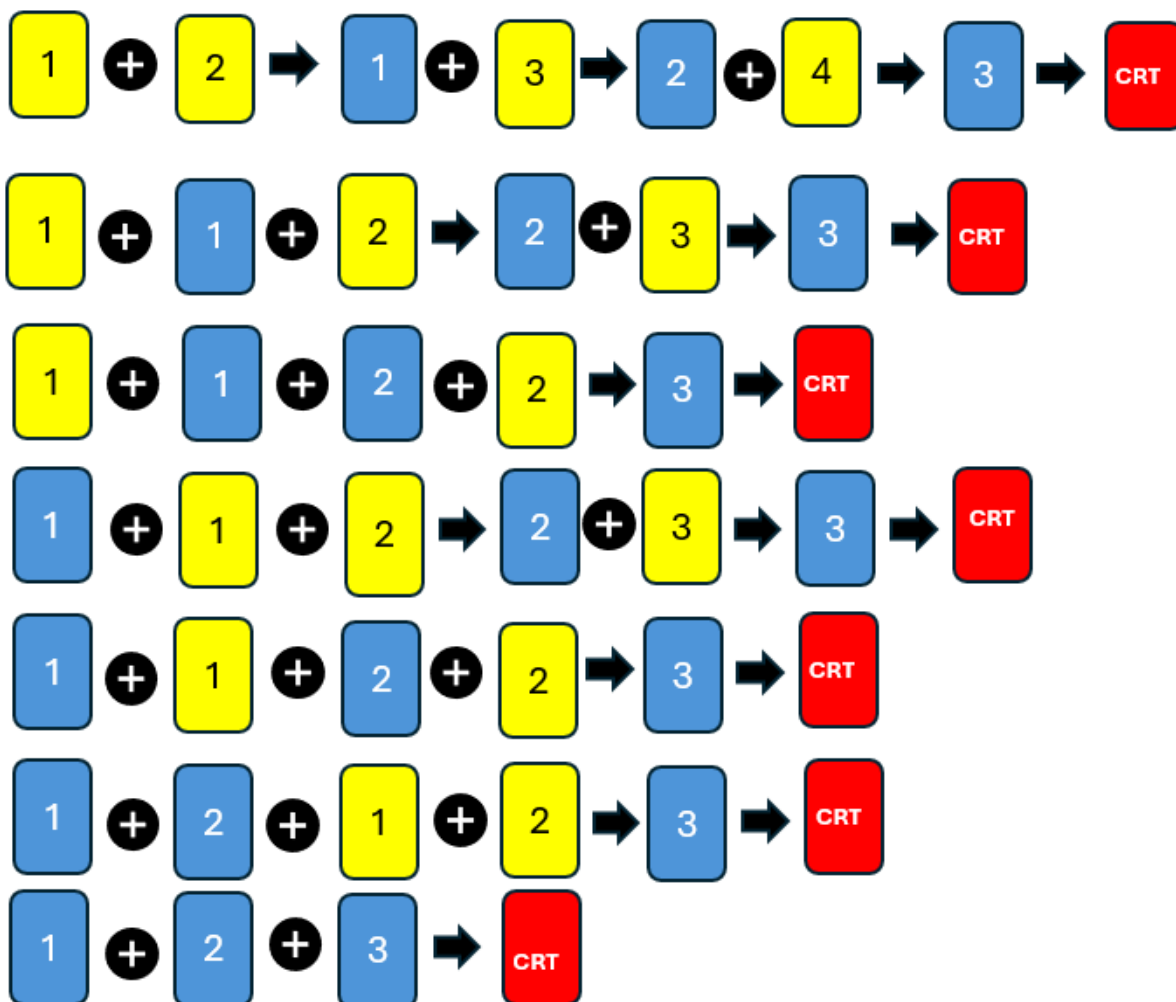 1 + 2 1 + 3 2 + 4 3 CRT
1 + 1 + 2 2 + 3 3 CRT
1 + 1 + 2 + 2 3 CRT
1 + 1 + 2 2 + 3 3 CRT
1 + 1 + 2 + 2 3 CRT
1 + 2 + 1 + 2 3 CRT
1 + 2 + 3 CRT